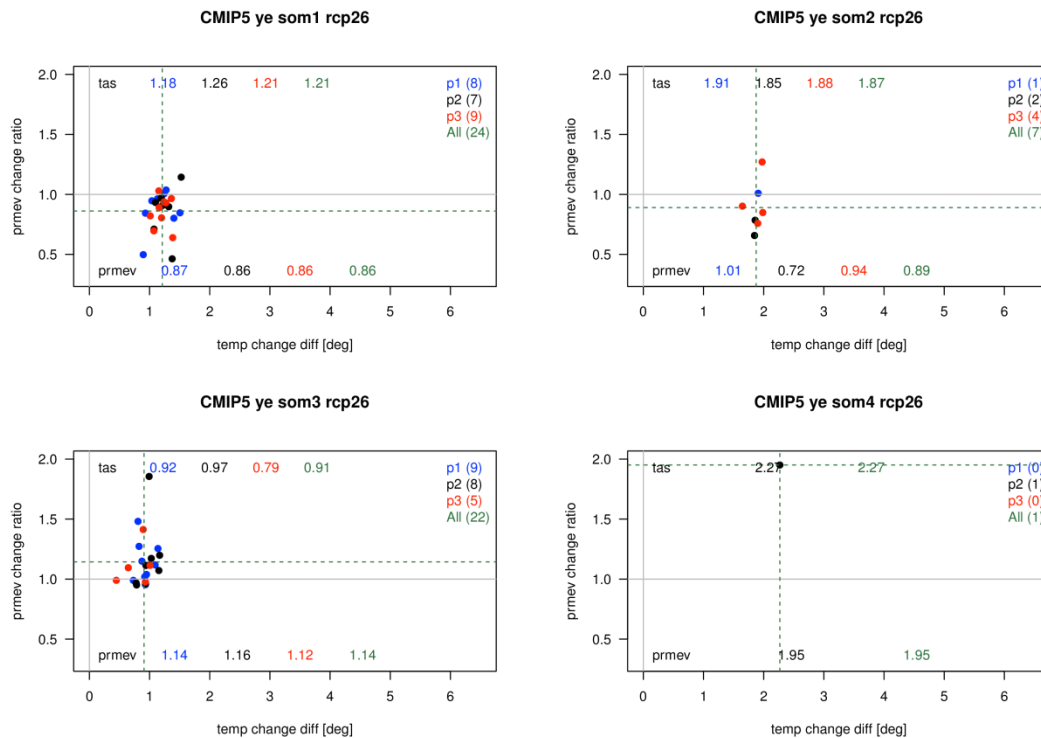 CMIP5 ye som1 rcp26
tas 1.18 1.26 1.21 1.21 p1 (8)
p2 (7)
p3 (9)
All (24)
prmev 0.87 0.86 0.86 0.86
2.0
1.5
1.0
0.5
prmev change ratio
0 1 2 3 4 5 6
temp change diff [deg]
CMIP5 ye som2 rcp26
tas 1.91 1.85 1.88 1.87 p1 (1)
p2 (2)
p3 (4)
All (7)
prmev 1.01 0.72 0.94 0.89
2.0
1.5
1.0
0.5
prmev change ratio
0 1 2 3 4 5 6
temp change diff [deg]
CMIP5 ye som3 rcp26
tas 0.92 0.97 0.79 0.91 p1 (9)
p2 (8)
p3 (5)
All (22)
prmev 1.14 1.16 1.12 1.14
2.0
1.5
1.0
0.5
prmev change ratio
0 1 2 3 4 5 6
temp change diff [deg]
CMIP5 ye som4 rcp26
tas 2.27 2.27 p1 (0)
p2 (1)
p3 (0)
All (1)
prmev 1.95 1.95
2.0
1.5
1.0
0.5
prmev change ratio
0 1 2 3 4 5 6
temp change diff [deg]